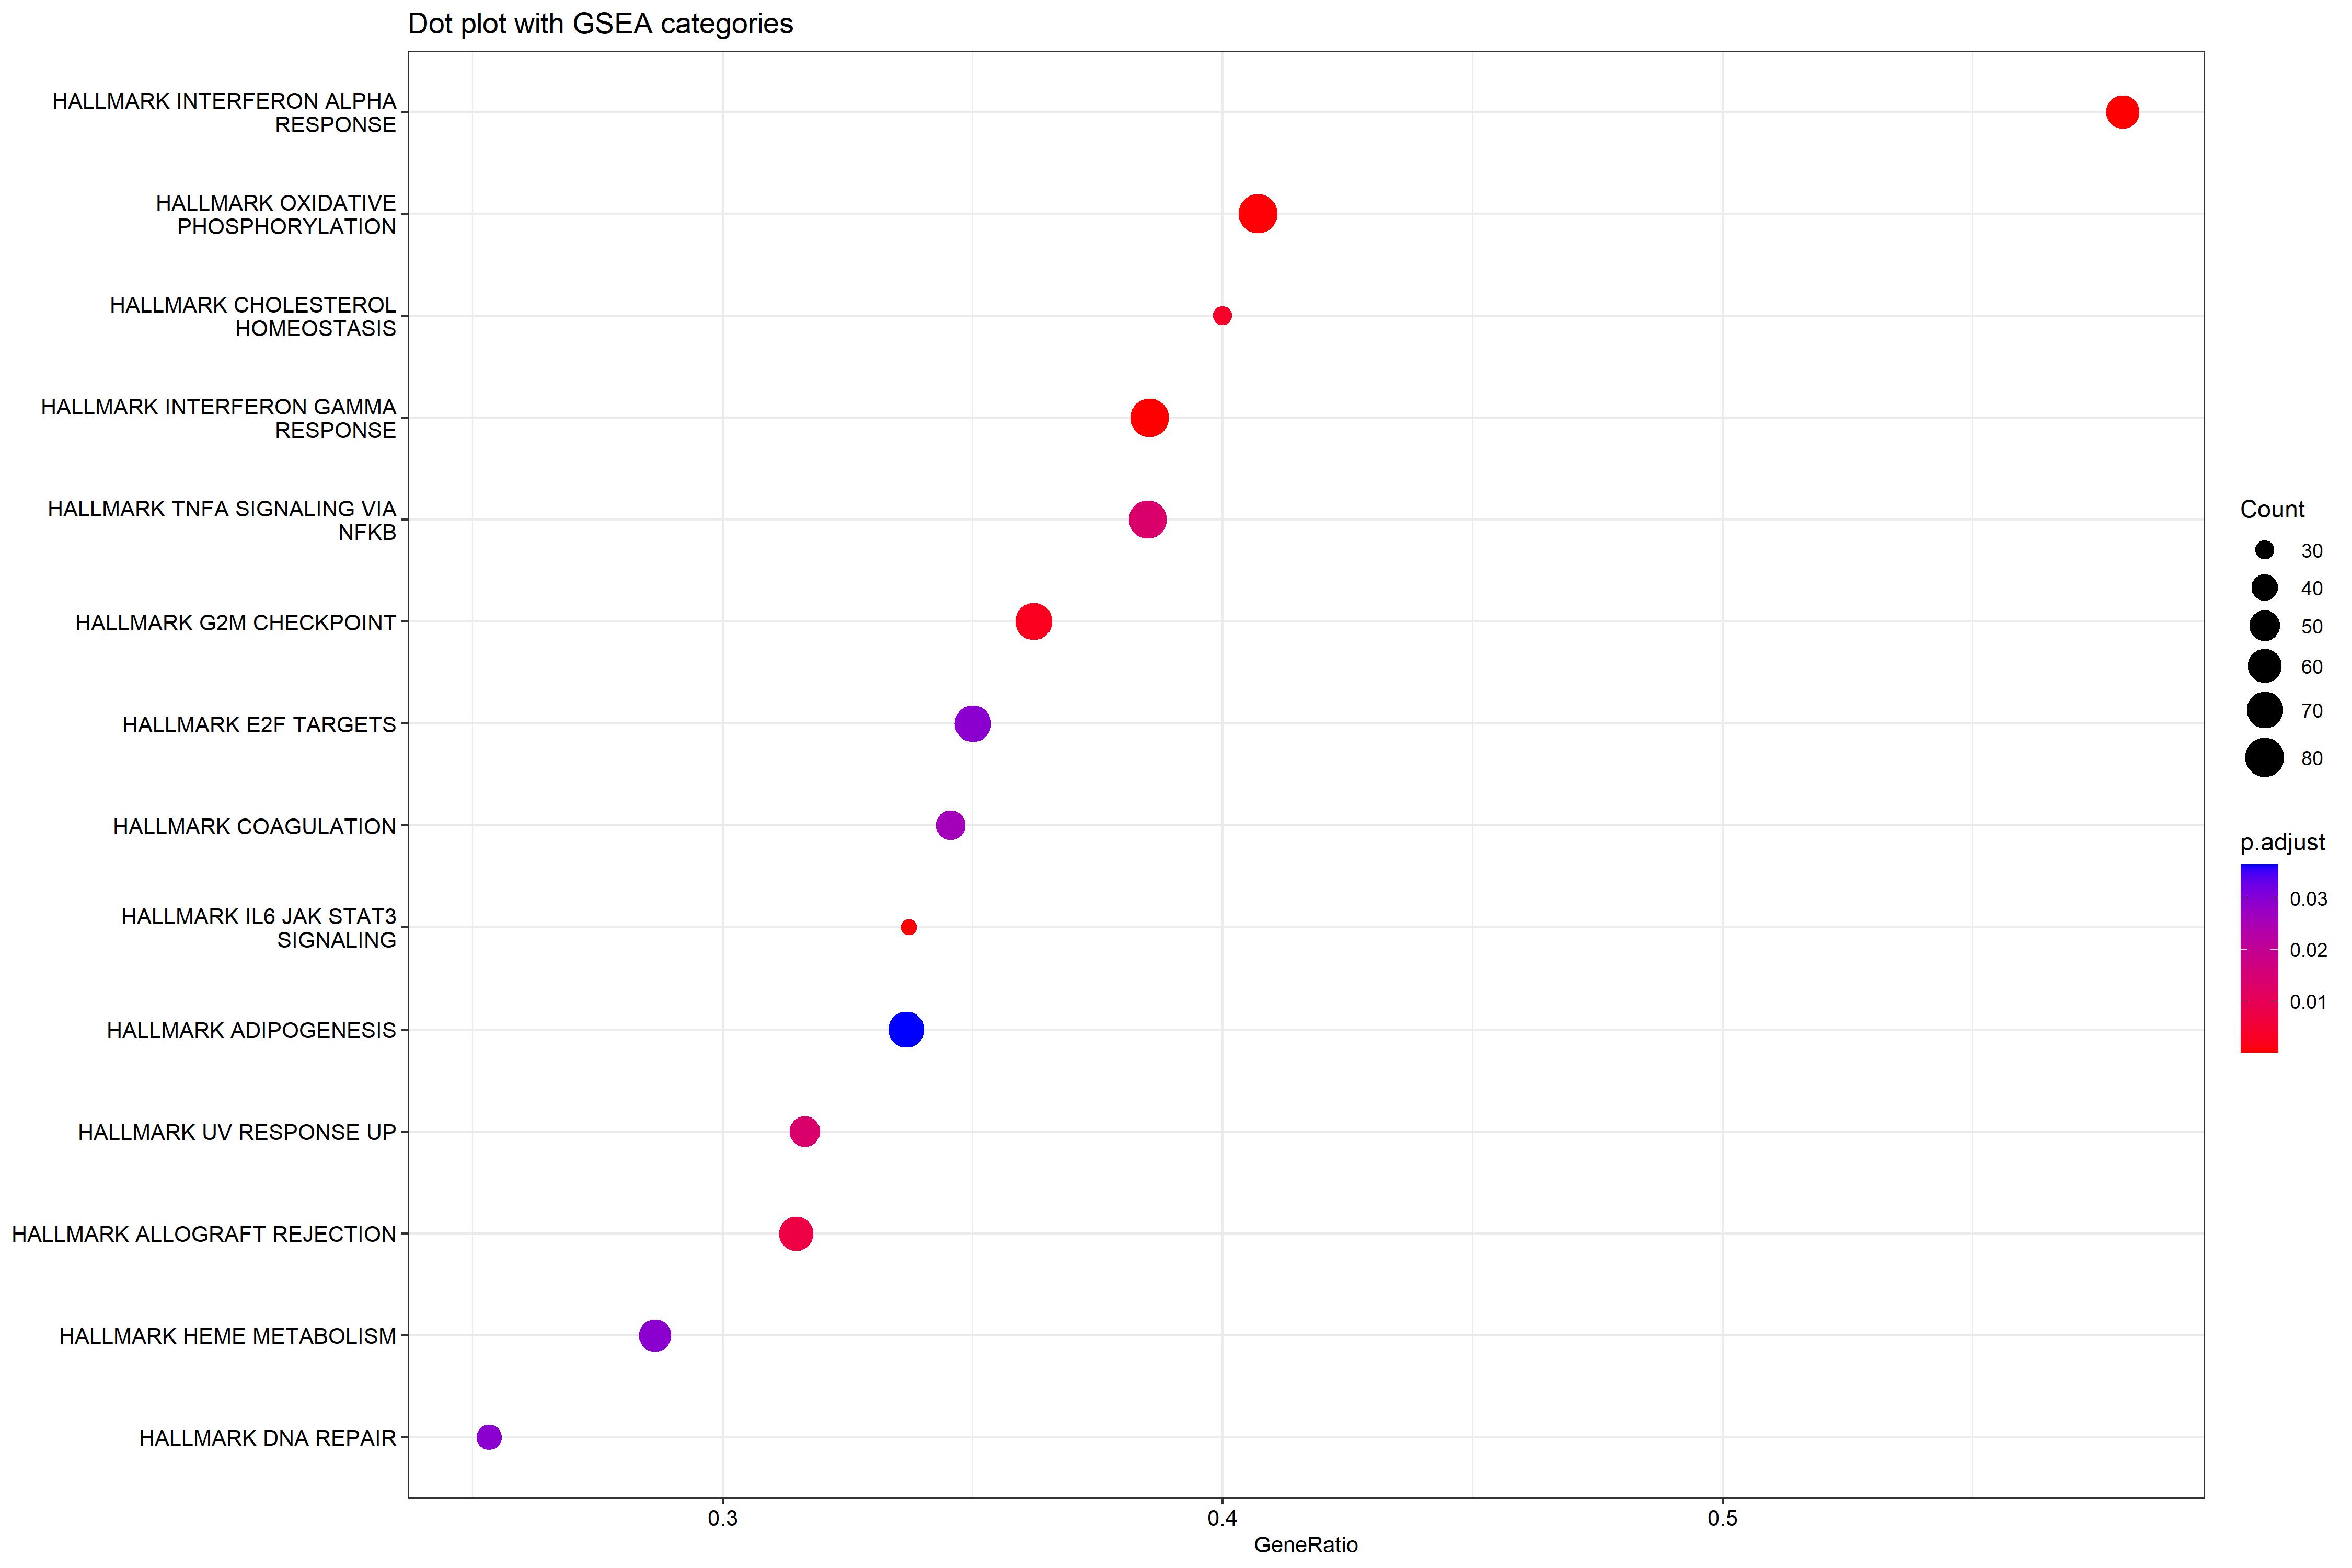 Dot plot with GSEA categories
HALLMARK INTERFERON ALPHA
RESPONSE
HALLMARK OXIDATIVE
PHOSPHORYLATION
HALLMARK CHOLESTEROL
HOMEOSTASIS
HALLMARK INTERFERON GAMMA
RESPONSE
HALLMARK TNFA SIGNALING VIA
NFKB
HALLMARK G2M CHECKPOINT
HALLMARK E2F TARGETS
HALLMARK COAGULATION
HALLMARK IL6 JAK STAT3
SIGNALING
HALLMARK ADIPOGENESIS
HALLMARK UV RESPONSE UP
HALLMARK ALLOGRAFT REJECTION
HALLMARK HEME METABOLISM
HALLMARK DNA REPAIR
0.3 0.4 0.5
GeneRatio
Count
30
40
50
60
70
80
p.adjust
0.03
0.02
0.01